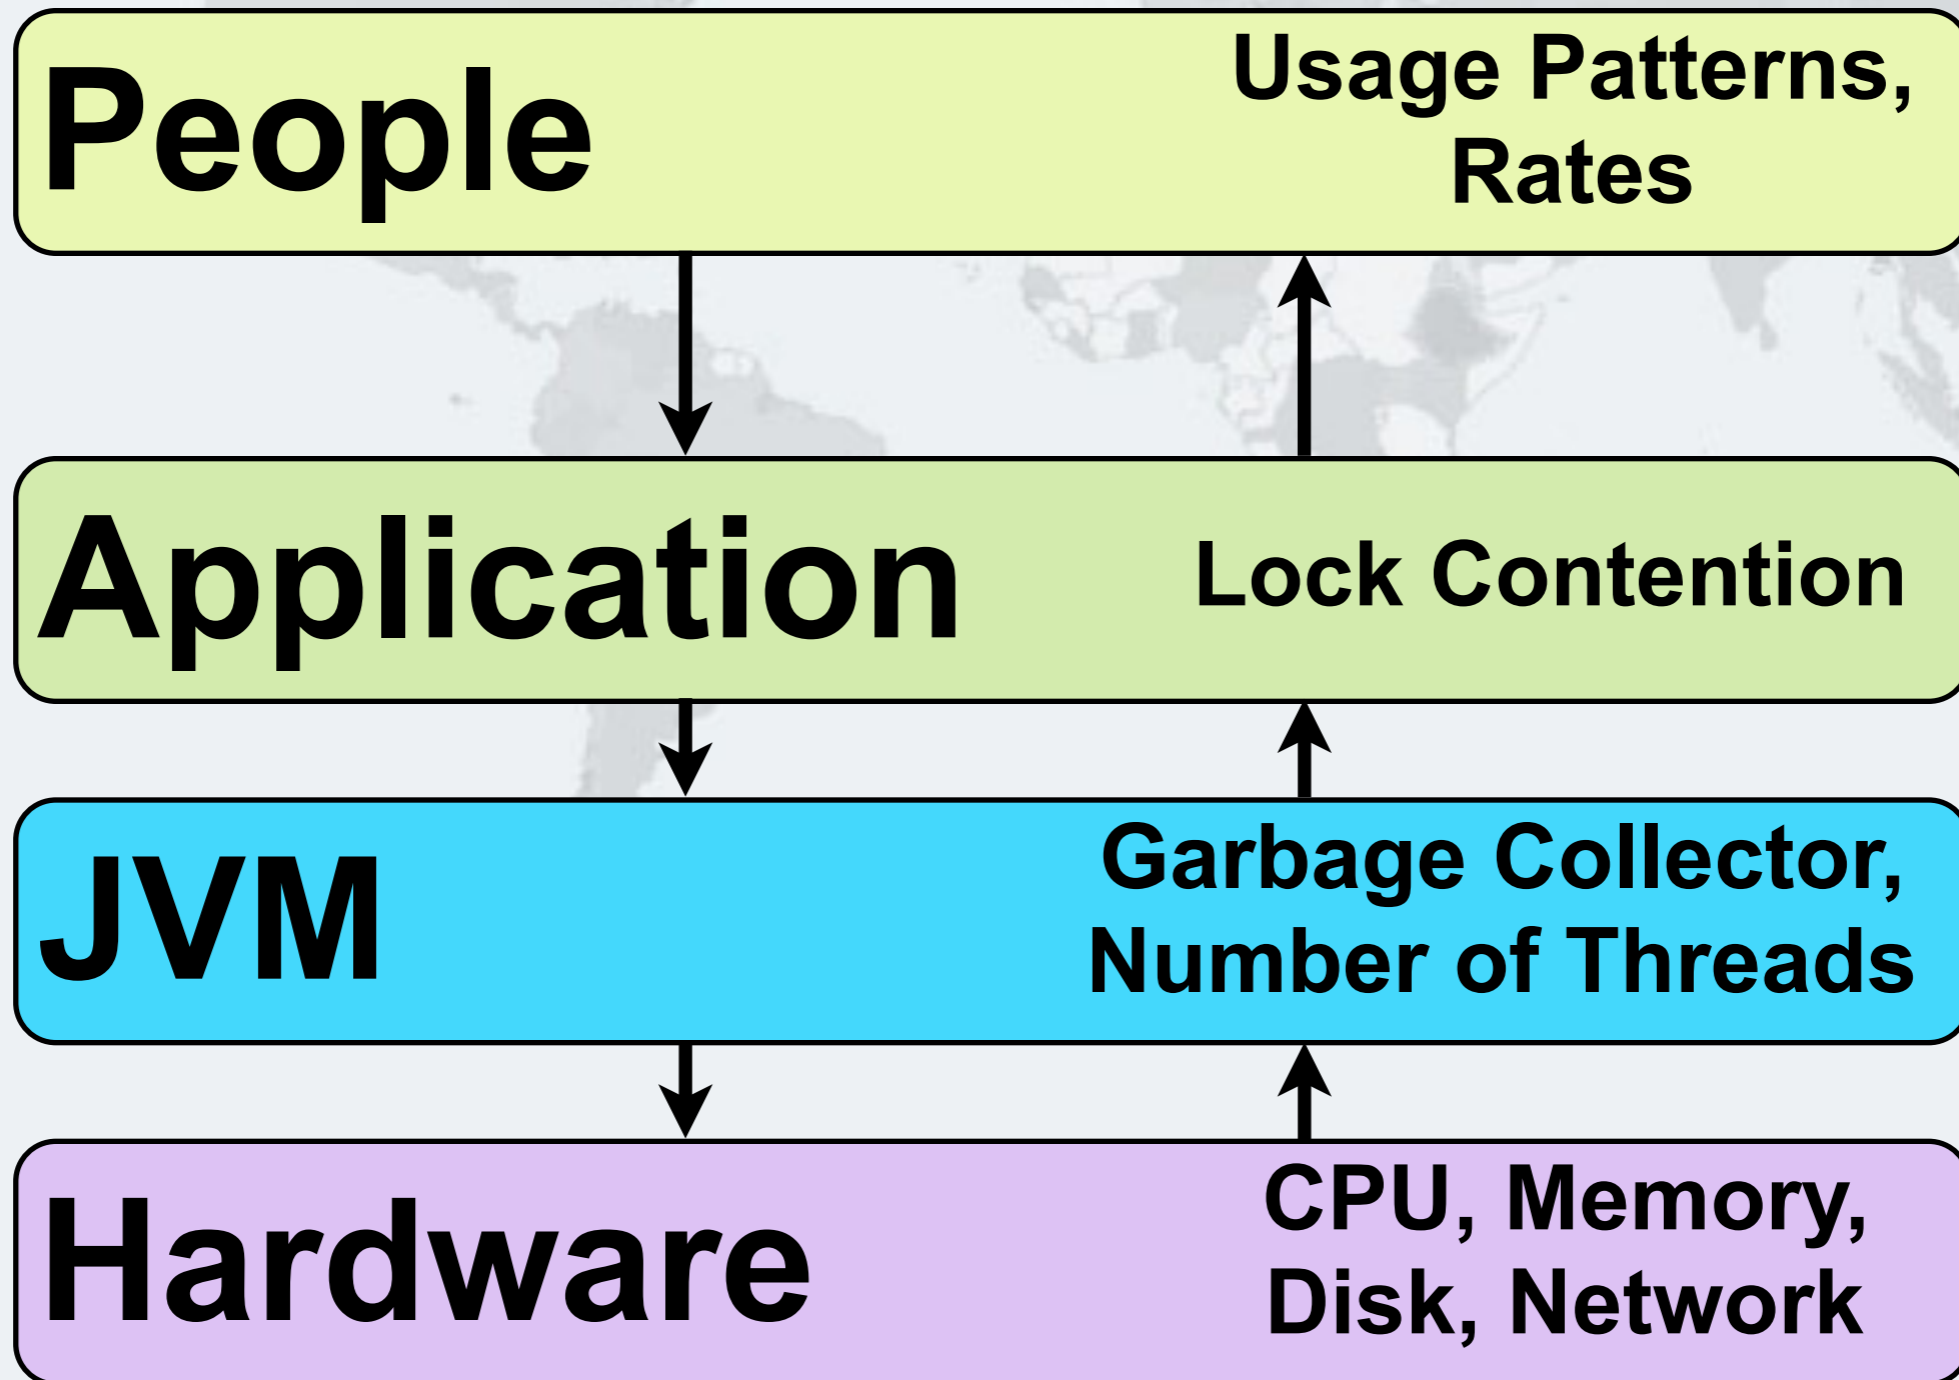 People
Usage Patterns,
Rates
Application
Lock Contention
JVM
Garbage Collector,
Number of Threads
Hardware
CPU, Memory,
Disk, Network